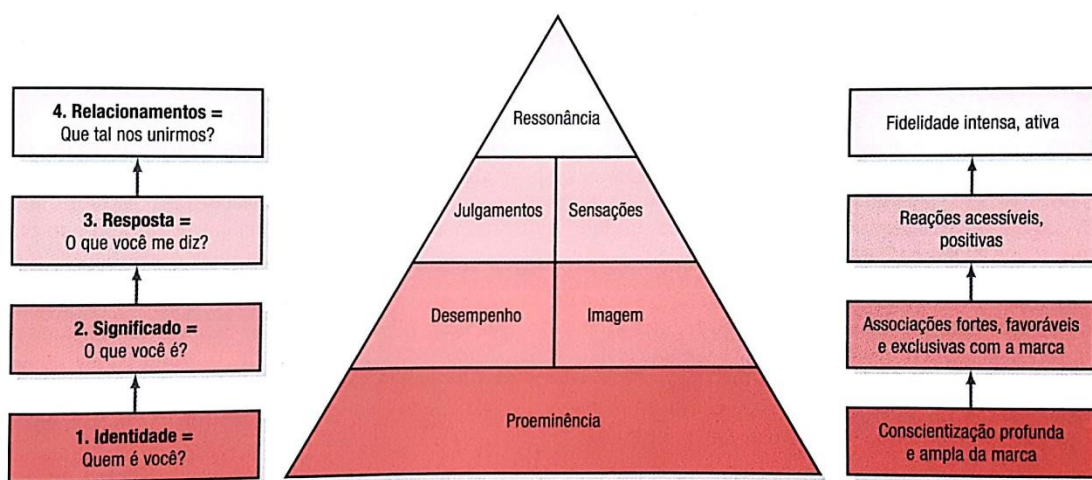 4. Relacionamentos =
Que tal nos unirmos?
3. Resposta =
O que você me diz?
2. Significado =
O que você é?
1. Identidade =
Quem é você?
Ressonância
Julgamentos
Sensações
Desempenho
Imagem
Proeminência
Fidelidade intensa, ativa
Reações acessíveis,
positivas
Associações fortes, favoráveis
e exclusivas com a marca
Conscientização profunda
e ampla da marca